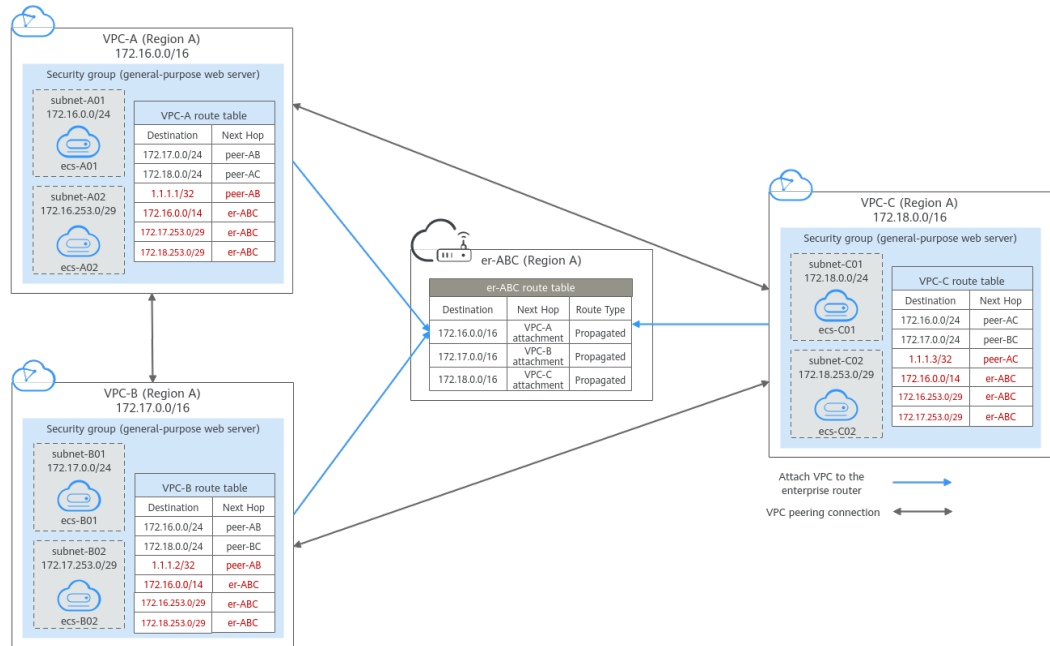 VPC-A (Region A)
172.16.0.0/16
Security group (general-purpose web server)
subnet-A01
172.16.0.0/24
ecs-A01
subnet-A02
172.16.253.0/29
ecs-A02
VPC-A route table
Destination Next Hop
172.17.0.0/24 peer-AB
172.18.0.0/24 peer-AC
1.1.1.1/32 peer-AB
172.16.0.0/14 er-ABC
172.17.253.0/29 er-ABC
172.18.253.0/29 er-ABC
VPC-B (Region A)
172.17.0.0/16
Security group (general-purpose web server)
subnet-B01
172.17.0.0/24
ecs-B01
subnet-B02
172.17.253.0/29
ecs-B02
VPC-B route table
Destination Next Hop
172.16.0.0/24 peer-AB
172.18.0.0/24 peer-BC
1.1.1.2/32 peer-AB
172.16.0.0/14 er-ABC
172.16.253.0/29 er-ABC
172.18.253.0/29 er-ABC
er-ABC (Region A)
er-ABC route table
Destination Next Hop Route Type
172.16.0.0/16 VPC-A attachment Propagated
172.17.0.0/16 VPC-B attachment Propagated
172.18.0.0/16 VPC-C attachment Propagated
VPC-C (Region A)
172.18.0.0/16
Security group (general-purpose web server)
subnet-C01
172.18.0.0/24
ecs-C01
subnet-C02
172.18.253.0/29
ecs-C02
VPC-C route table
Destination Next Hop
172.16.0.0/24 peer-AC
172.17.0.0/24 peer-BC
1.1.1.3/32 peer-AC
172.16.0.0/14 er-ABC
172.16.253.0/29 er-ABC
172.17.253.0/29 er-ABC
Attach VPC to the
enterprise router
VPC peering connection